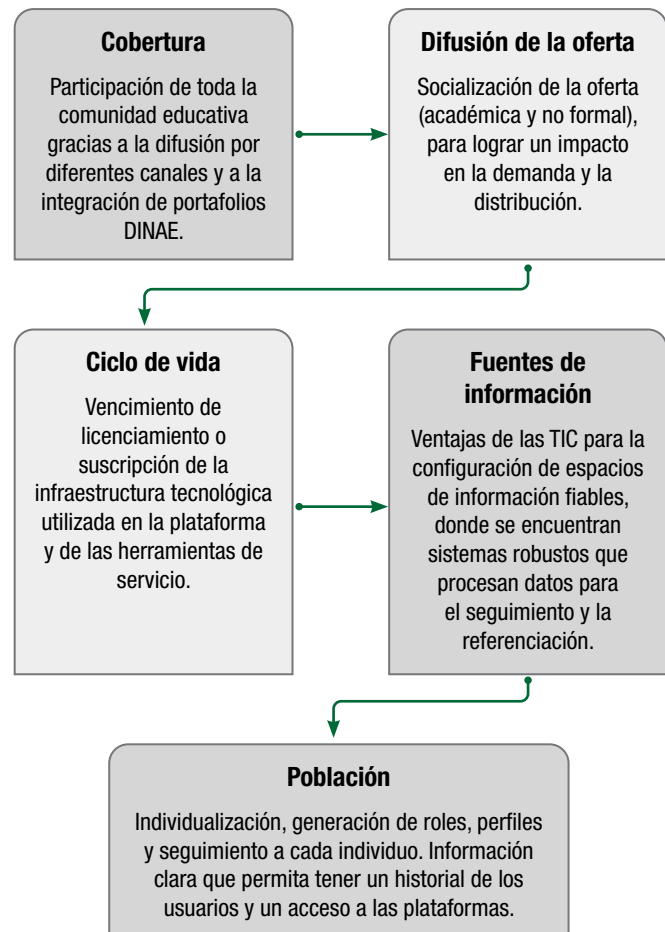 Cobertura
Participación de toda la
comunidad educativa
gracias a la difusión por
diferentes canales y a la
integración de portafolios
DINAE.
Difusión de la oferta
Socialización de la oferta
(académica y no formal),
para lograr un impacto
en la demanda y la
distribución.
Ciclo de vida
Vencimiento de
licenciamiento o
suscripción de la
infraestructura tecnológica
utilizada en la plataforma
y de las herramientas de
servicio.
Fuentes de
información
Ventajas de las TIC para la
configuración de espacios
de información fiables,
donde se encuentran
sistemas robustos que
procesan datos para
el seguimiento y la
referenciación.
Población
Individualización, generación de roles, perfiles
y seguimiento a cada individuo. Información
clara que permita tener un historial de los
usuarios y un acceso a las plataformas.